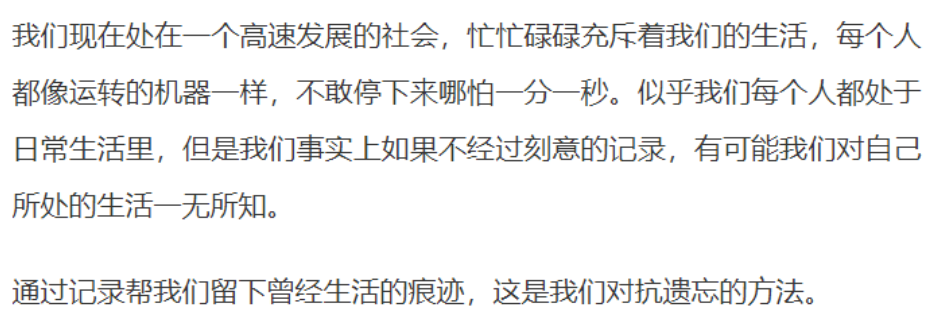 我们现在处在一个高速发展的社会，忙忙碌碌充斥着我们的生活，每个人
都像运转的机器一样，不敢停下来哪怕一分一秒。似乎我们每个人都处于
日常生活里，但是我们事实上如果不经过刻意的记录，有可能我们对自己
所处的生活一无所知。
通过记录帮我们留下曾经生活的痕迹，这是我们对抗遗忘的方法。